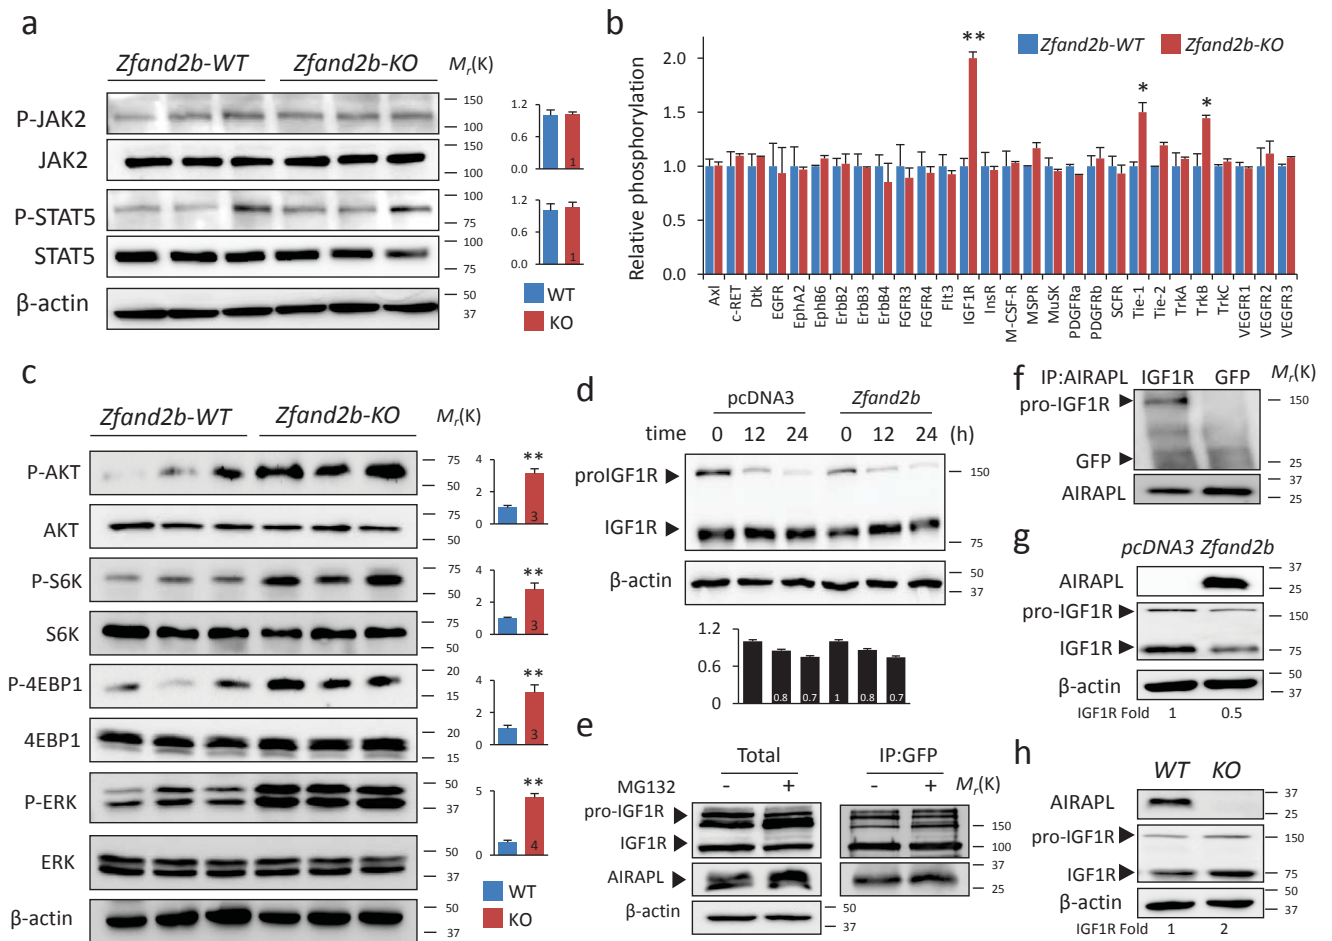 a
Zfand2b-WT Zfand2b-KO Mr(K)
P-JAK2
150
100
JAK2
150
100
P-STAT5
100
75
STAT5
100
75
β-actin
50
37
1.2
0.6
0.0
1
1.2
0.6
0.0
1
WT
KO
b
Zfand2b-WT Zfand2b-KO
Relative phosphorylation
2.0
1.5
1.0
0.5
0.0
** * *
Axl
c-RET
Dtk
EGFR
EphA2
EphB6
ErbB2
ErbB3
ErbB4
FGFR3
FGFR4
Flt3
IGF1R
InsR
M-CSF-R
MSPR
MuSK
PDGFRa
PDGFRb
SCFR
Tie-1
Tie-2
TrkA
TrkB
TrkC
VEGFR1
VEGFR2
VEGFR3
c
Zfand2b-WT Zfand2b-KO Mr(K)
P-AKT
75
50
AKT
75
50
P-S6K
75
50
S6K
75
50
P-4EBP1
20
15
4EBP1
20
15
P-ERK
50
37
ERK
50
37
β-actin
50
37
**
4
2
0
3
**
4
2
0
3
**
4
2
0
3
**
5
0
4
WT
KO
d
pcDNA3 Zfand2b
time 0 12 24 0 12 24 (h)
proIGF1R
150
IGF1R
75
β-actin
50
37
1.2
0.6
0
0.8 0.7 1 0.8 0.7
e
Total IP:GFP
MG132 - + - + Mr(K)
pro-IGF1R
150
IGF1R
100
AIRAPL
37
25
β-actin
50
37
f
IP:AIRAPL IGF1R GFP Mr(K)
pro-IGF1R
150
GFP
25
AIRAPL
37
25
g
pcDNA3 Zfand2b
AIRAPL
37
25
pro-IGF1R
150
IGF1R
75
β-actin
50
37
IGF1R Fold 1 0.5
h
WT KO
AIRAPL
37
25
pro-IGF1R
150
IGF1R
75
β-actin
50
37
IGF1R Fold 1 2